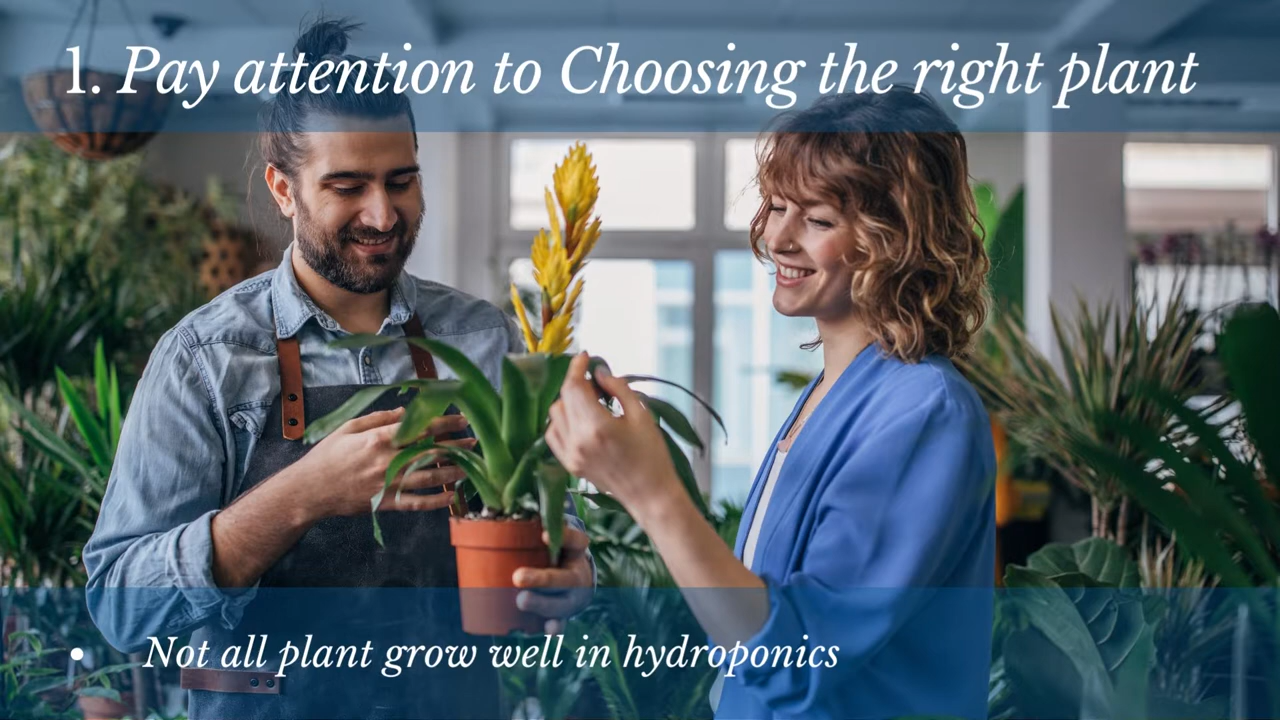 1. Pay attention to Choosing the right plant
• Not all plant grow well in hydroponics